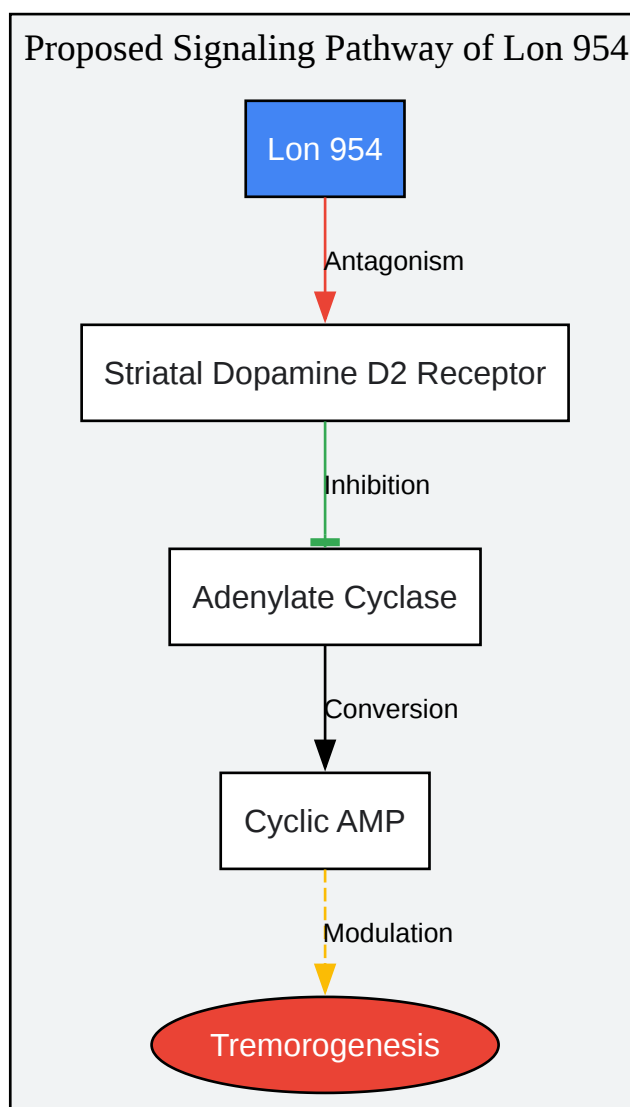 Proposed Signaling Pathway of Lon 954
Lon 954
Antagonism
Striatal Dopamine D2 Receptor
Inhibition
Adenylate Cyclase
Conversion
Cyclic AMP
Modulation
Tremorogenesis